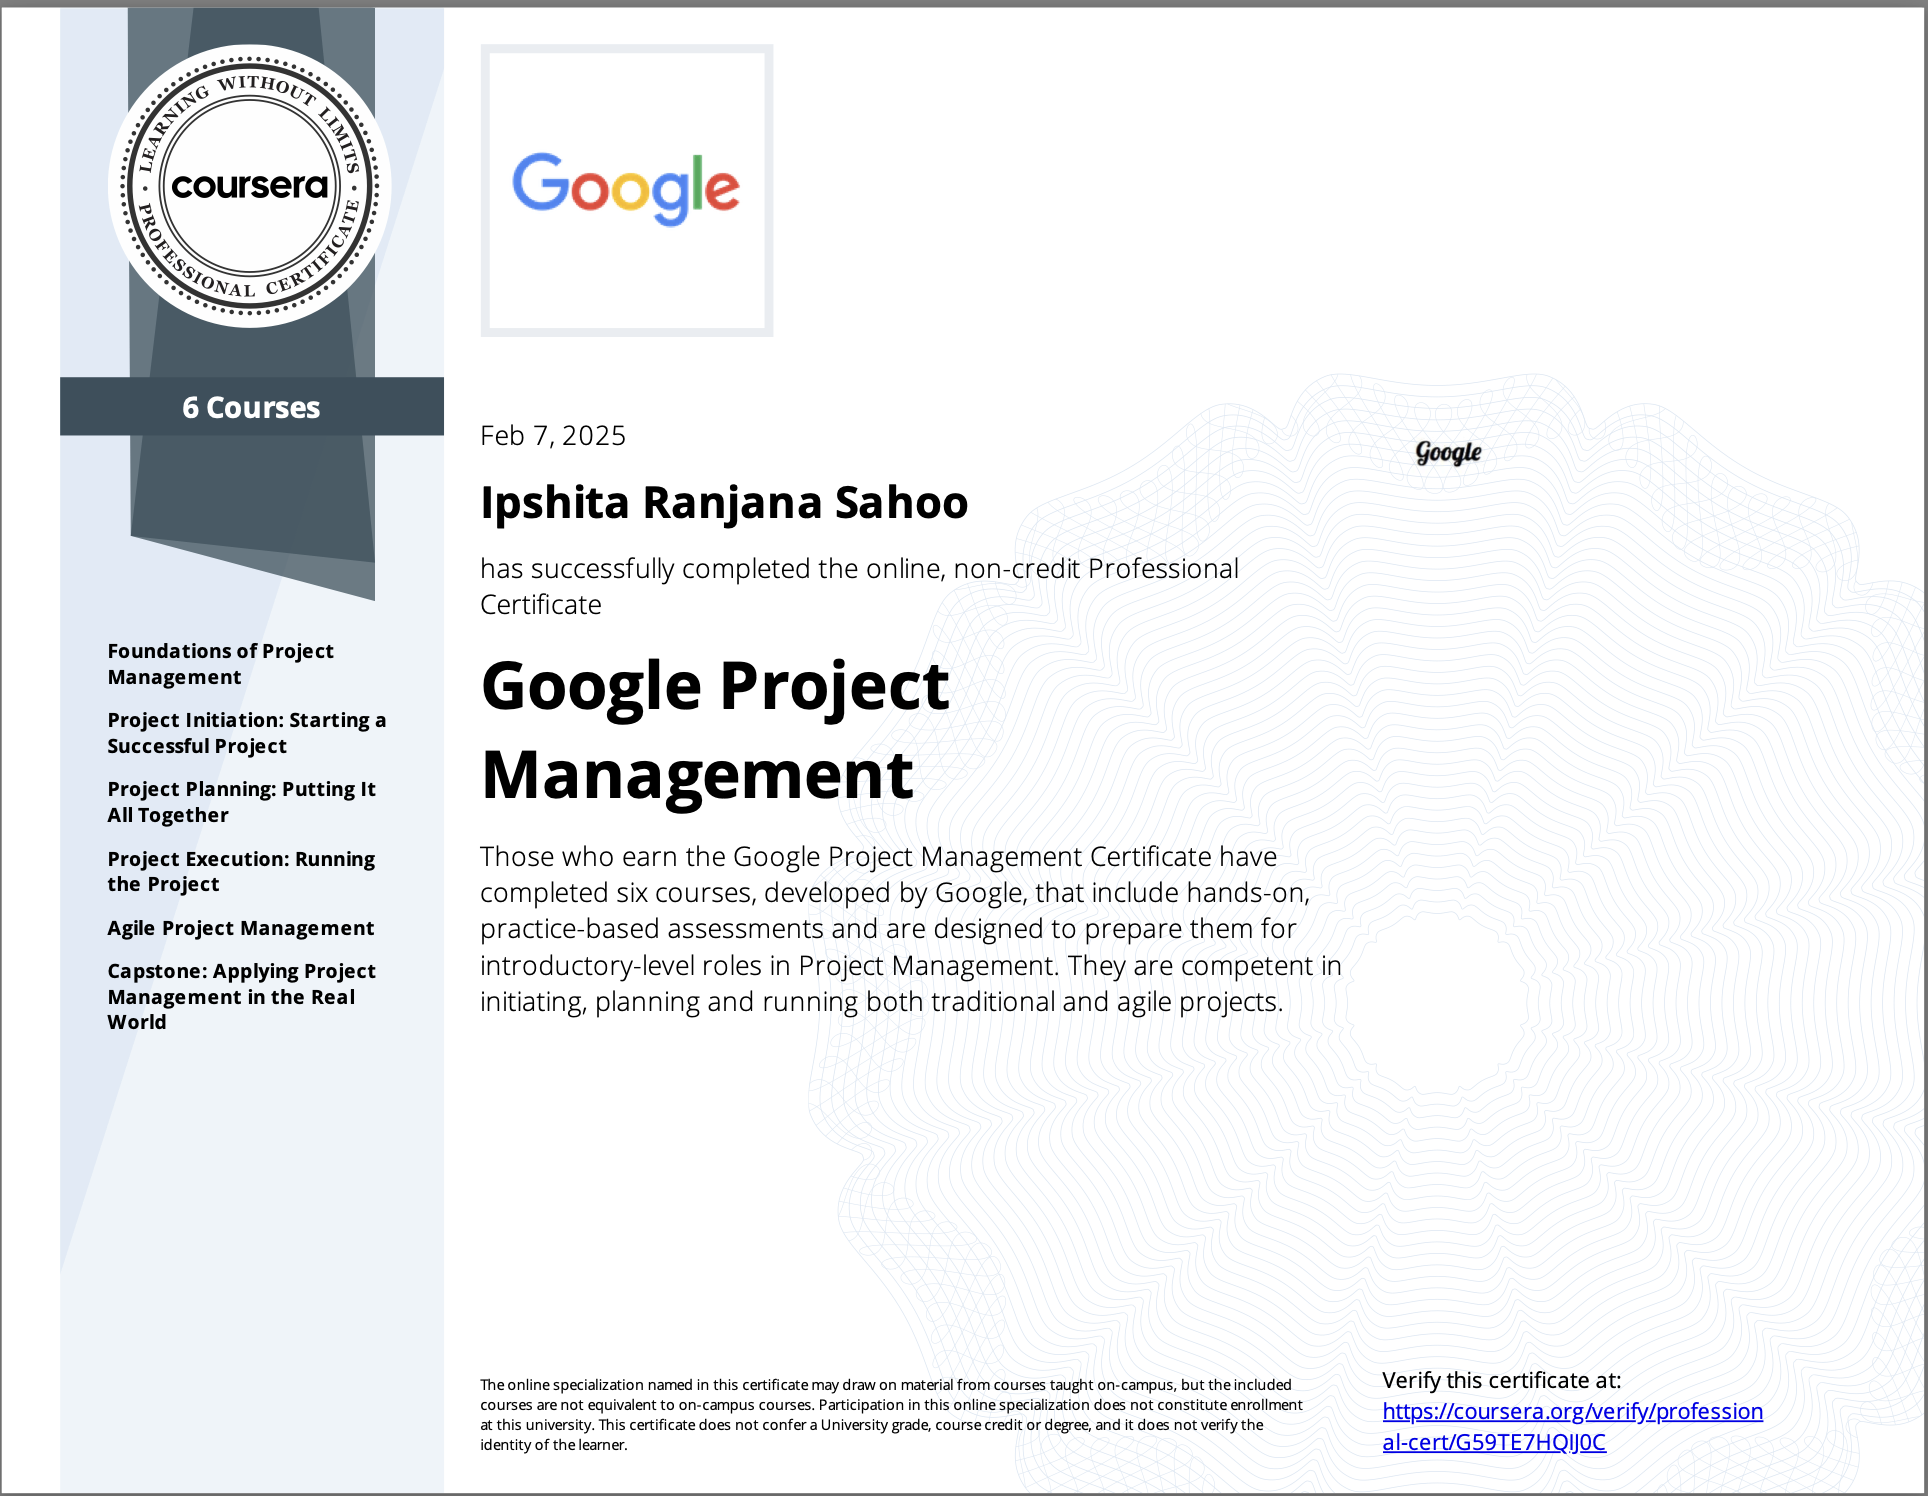 LEARNING WITHOUT LIMITS
coursera
PROFESSIONAL CERTIFICATE
6 Courses
Foundations of Project
Management
Project Initiation: Starting a
Successful Project
Project Planning: Putting It
All Together
Project Execution: Running
the Project
Agile Project Management
Capstone: Applying Project
Management in the Real
World
Google
Feb 7, 2025
Google
Ipshita Ranjana Sahoo
has successfully completed the online, non-credit Professional
Certificate
Google Project
Management
Those who earn the Google Project Management Certificate have
completed six courses, developed by Google, that include hands-on,
practice-based assessments and are designed to prepare them for
introductory-level roles in Project Management. They are competent in
initiating, planning and running both traditional and agile projects.
The online specialization named in this certificate may draw on material from courses taught on-campus, but the included
courses are not equivalent to on-campus courses. Participation in this online specialization does not constitute enrollment
at this university. This certificate does not confer a University grade, course credit or degree, and it does not verify the
identity of the learner.
Verify this certificate at:
https://coursera.org/verify/profession
al-cert/G59TE7HQIJ0C